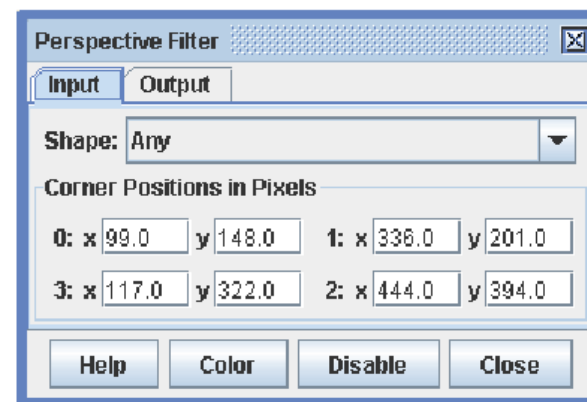 Perspective Filter
Input Output
Shape: Any
Corner Positions in Pixels
0: x 99.0 y 148.0 1: x 336.0 y 201.0
3: x 117.0 y 322.0 2: x 444.0 y 394.0
Help Color Disable Close